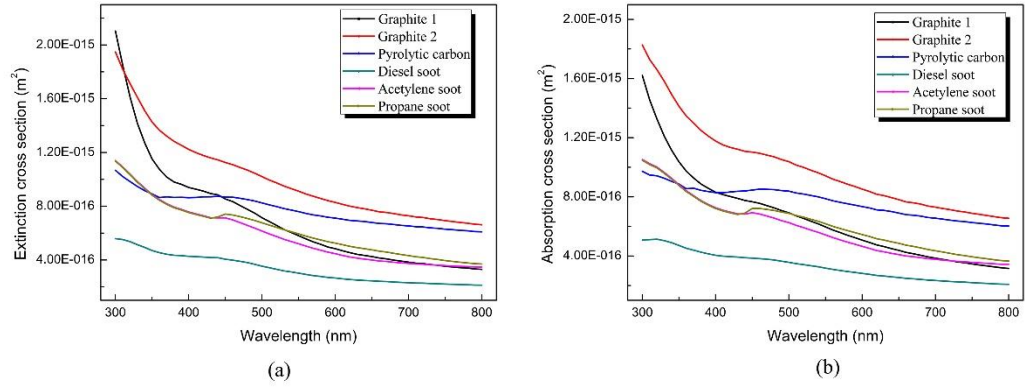 Graphite 1
Graphite 2
Pyrolytic carbon
Diesel soot
Acetylene soot
Propane soot
2.00E-015
1.60E-015
1.20E-015
8.00E-016
4.00E-016
Extinction cross section (m²)
300 400 500 600 700 800
Wavelength (nm)
(a)
Graphite 1
Graphite 2
Pyrolytic carbon
Diesel soot
Acetylene soot
Propane soot
2.00E-015
1.60E-015
1.20E-015
8.00E-016
4.00E-016
Absorption cross section (m²)
300 400 500 600 700 800
Wavelength (nm)
(b)